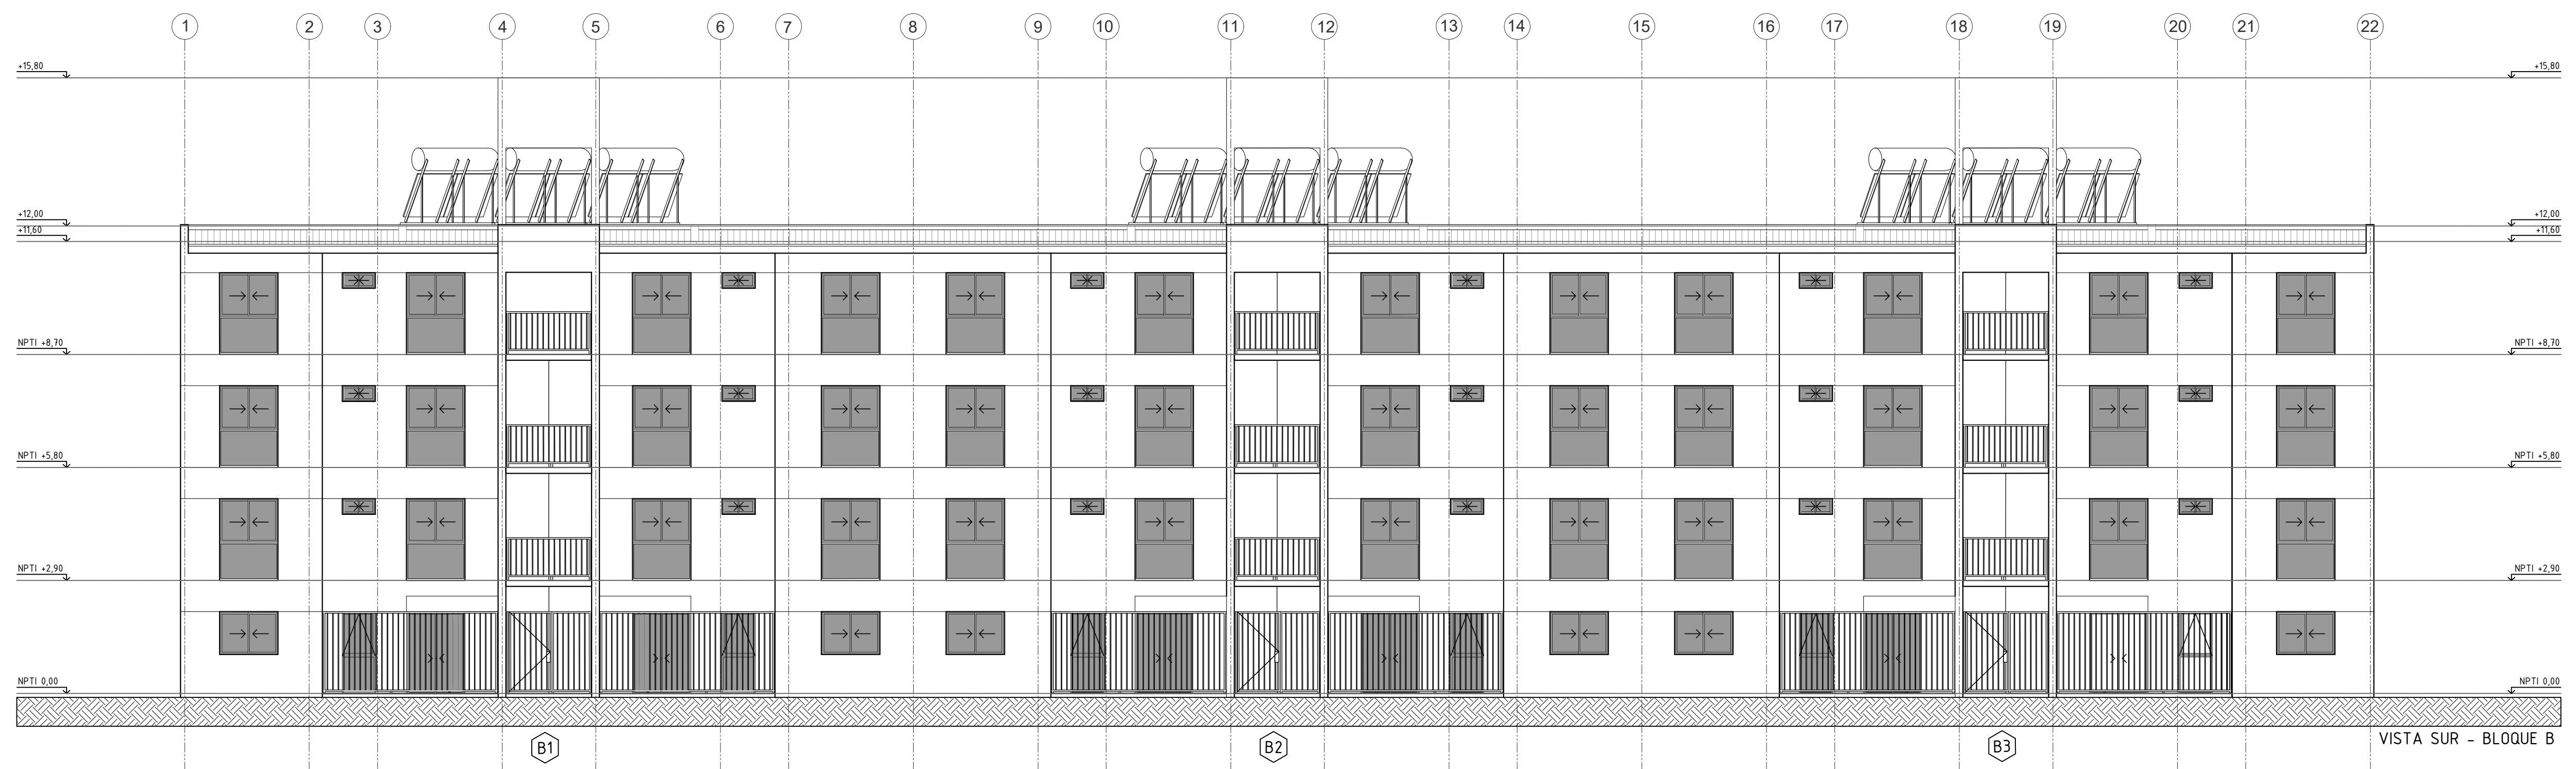 1 2 3 4 5 6 7 8 9 10 11 12 13 14 15 16 17 18 19 20 21 22
+15,80 +15,80
+12,00 +12,00
+11,60 +11,60
NPTI +8,70 NPTI +8,70
NPTI +5,80 NPTI +5,80
NPTI +2,90 NPTI +2,90
NPTI 0,00 NPTI 0,00
B1 B2 B3
VISTA SUR - BLOQUE B